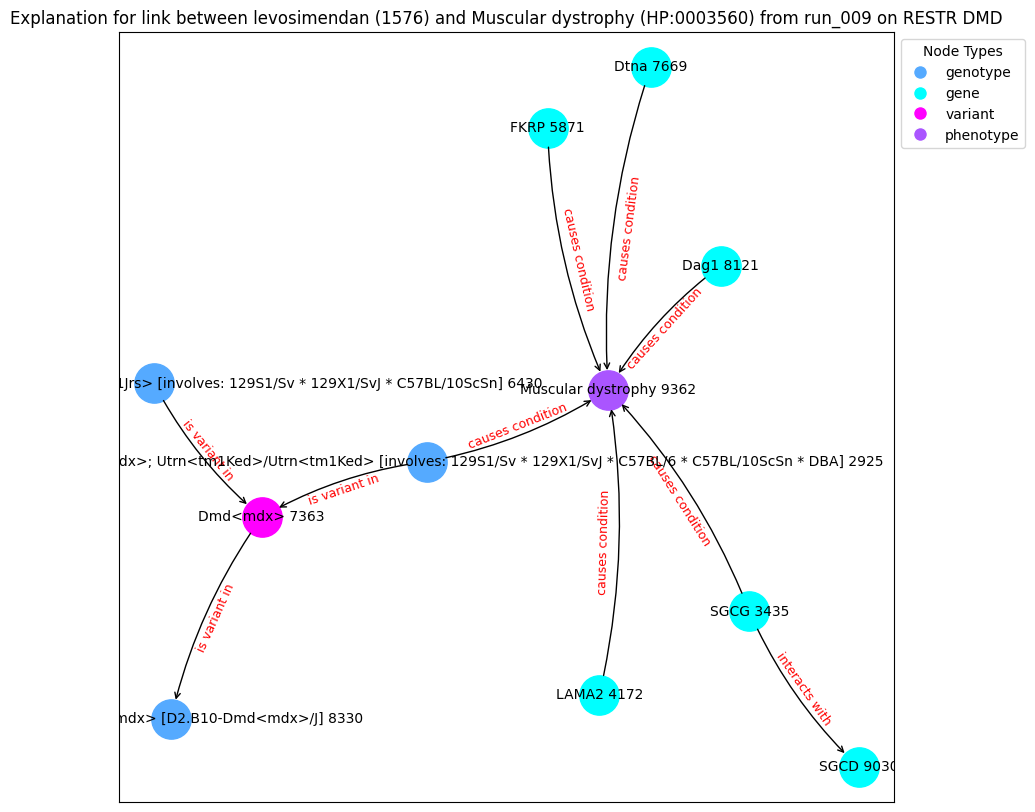 Explanation for link between levosimendan (1576) and Muscular dystrophy (HP:0003560) from run_009 on RESTR DMD
Node Types
genotype
gene
variant
phenotype
Dtna 7669
FKRP 5871
causes condition
causes condition
Dag1 8121
causes condition
1Jrs> [involves: 129S1/Sv * 129X1/SvJ * C57BL/10ScSn] 6430
Muscular dystrophy 9362
is variant in
causes condition
dx>; Utrn<tm1Ked>/Utrn<tm1Ked> [involves: 129S1/Sv * 129X1/SvJ * C57BL/6 * C57BL/10ScSn * DBA] 2925
is variant in
causes condition
Dmd<mdx> 7363
causes condition
is variant in
SGCG 3435
interacts with
LAMA2 4172
mdx> [D2.B10-Dmd<mdx>/J] 8330
SGCD 9030